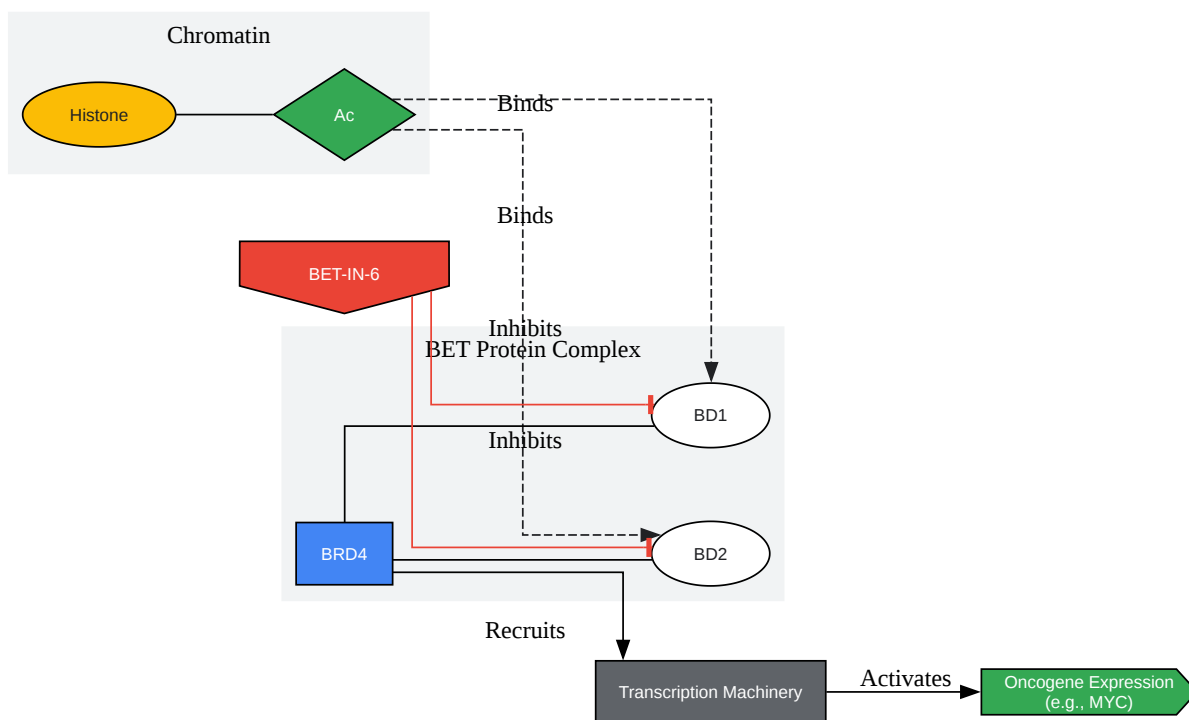 Chromatin
Histone
Ac
Binds
Binds
BET-IN-6
Inhibits
BET Protein Complex
BD1
Inhibits
BRD4
BD2
Recruits
Transcription Machinery
Activates
Oncogene Expression
(e.g., MYC)